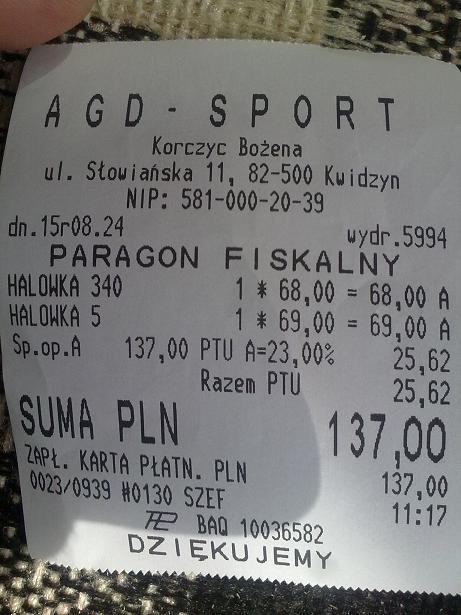 AGD - SPORT
Korczyc Bożena
ul. Słowiańska 11, 82-500 Kwidzyn
NIP: 581-000-20-39
dn.15r08.24 wydr.5994
PARAGON FISKALNY
HALOWKA 340 1 * 68,00 = 68,00 A
HALOWKA 5 1 * 69,00 = 69,00 A
Sp.op.A 137,00 PTU A=23,00% 25,62
Razem PTU 25,62
SUMA PLN 137,00
ZAPŁ. KARTA PŁATN. PLN 137,00
0023/0939 #0130 SZEF 11:17
BAQ 10036582
DZIĘKUJEMY